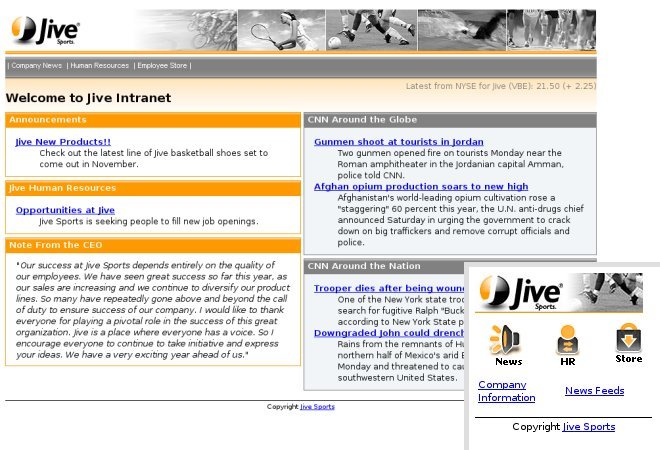 Jive
Sports.
| Company News | Human Resources | Employee Store |
Latest from NYSE for Jive (VBE): 21.50 (+ 2.25)
Welcome to Jive Intranet
Announcements
Jive New Products!!
Check out the latest line of Jive basketball shoes set to
come out in November.
Jive Human Resources
Opportunities at Jive
Jive Sports is seeking people to fill new job openings.
Note From the CEO
"Our success at Jive Sports depends entirely on the quality of
our employees. We have seen great success so far this year, as
our sales are increasing and we continue to diversify our product
lines. So many have repeatedly gone above and beyond the call
of duty to ensure success of our company. I would like to thank
everyone for playing a pivotal role in the success of this great
organization. Jive is a place where everyone has a voice. So I
encourage everyone to continue to take initiative and express
your ideas. We have a very exciting year ahead of us."
CNN Around the Globe
Gunmen shoot at tourists in Jordan
Two gunmen opened fire on tourists Monday near the
Roman amphitheater in the Jordanian capital Amman,
police told CNN.
Afghan opium production soars to new high
Afghanistan's world-leading opium cultivation rose a
"staggering" 60 percent this year, the U.N. anti-drugs chief
announced Saturday in urging the government to crack
down on big traffickers and remove corrupt officials and
police.
CNN Around the Nation
Trooper dies after being
One of the New York state
search for fugitive Ralph "Buck
according to New York State
Downgraded John could drench
Rains from the remnants of
northern half of Mexico's arid
Monday and threatened to
southwestern United States.
Copyright Jive Sports
Jive
Sports.
News
HR
Store
Company
Information
News Feeds
Copyright Jive Sports